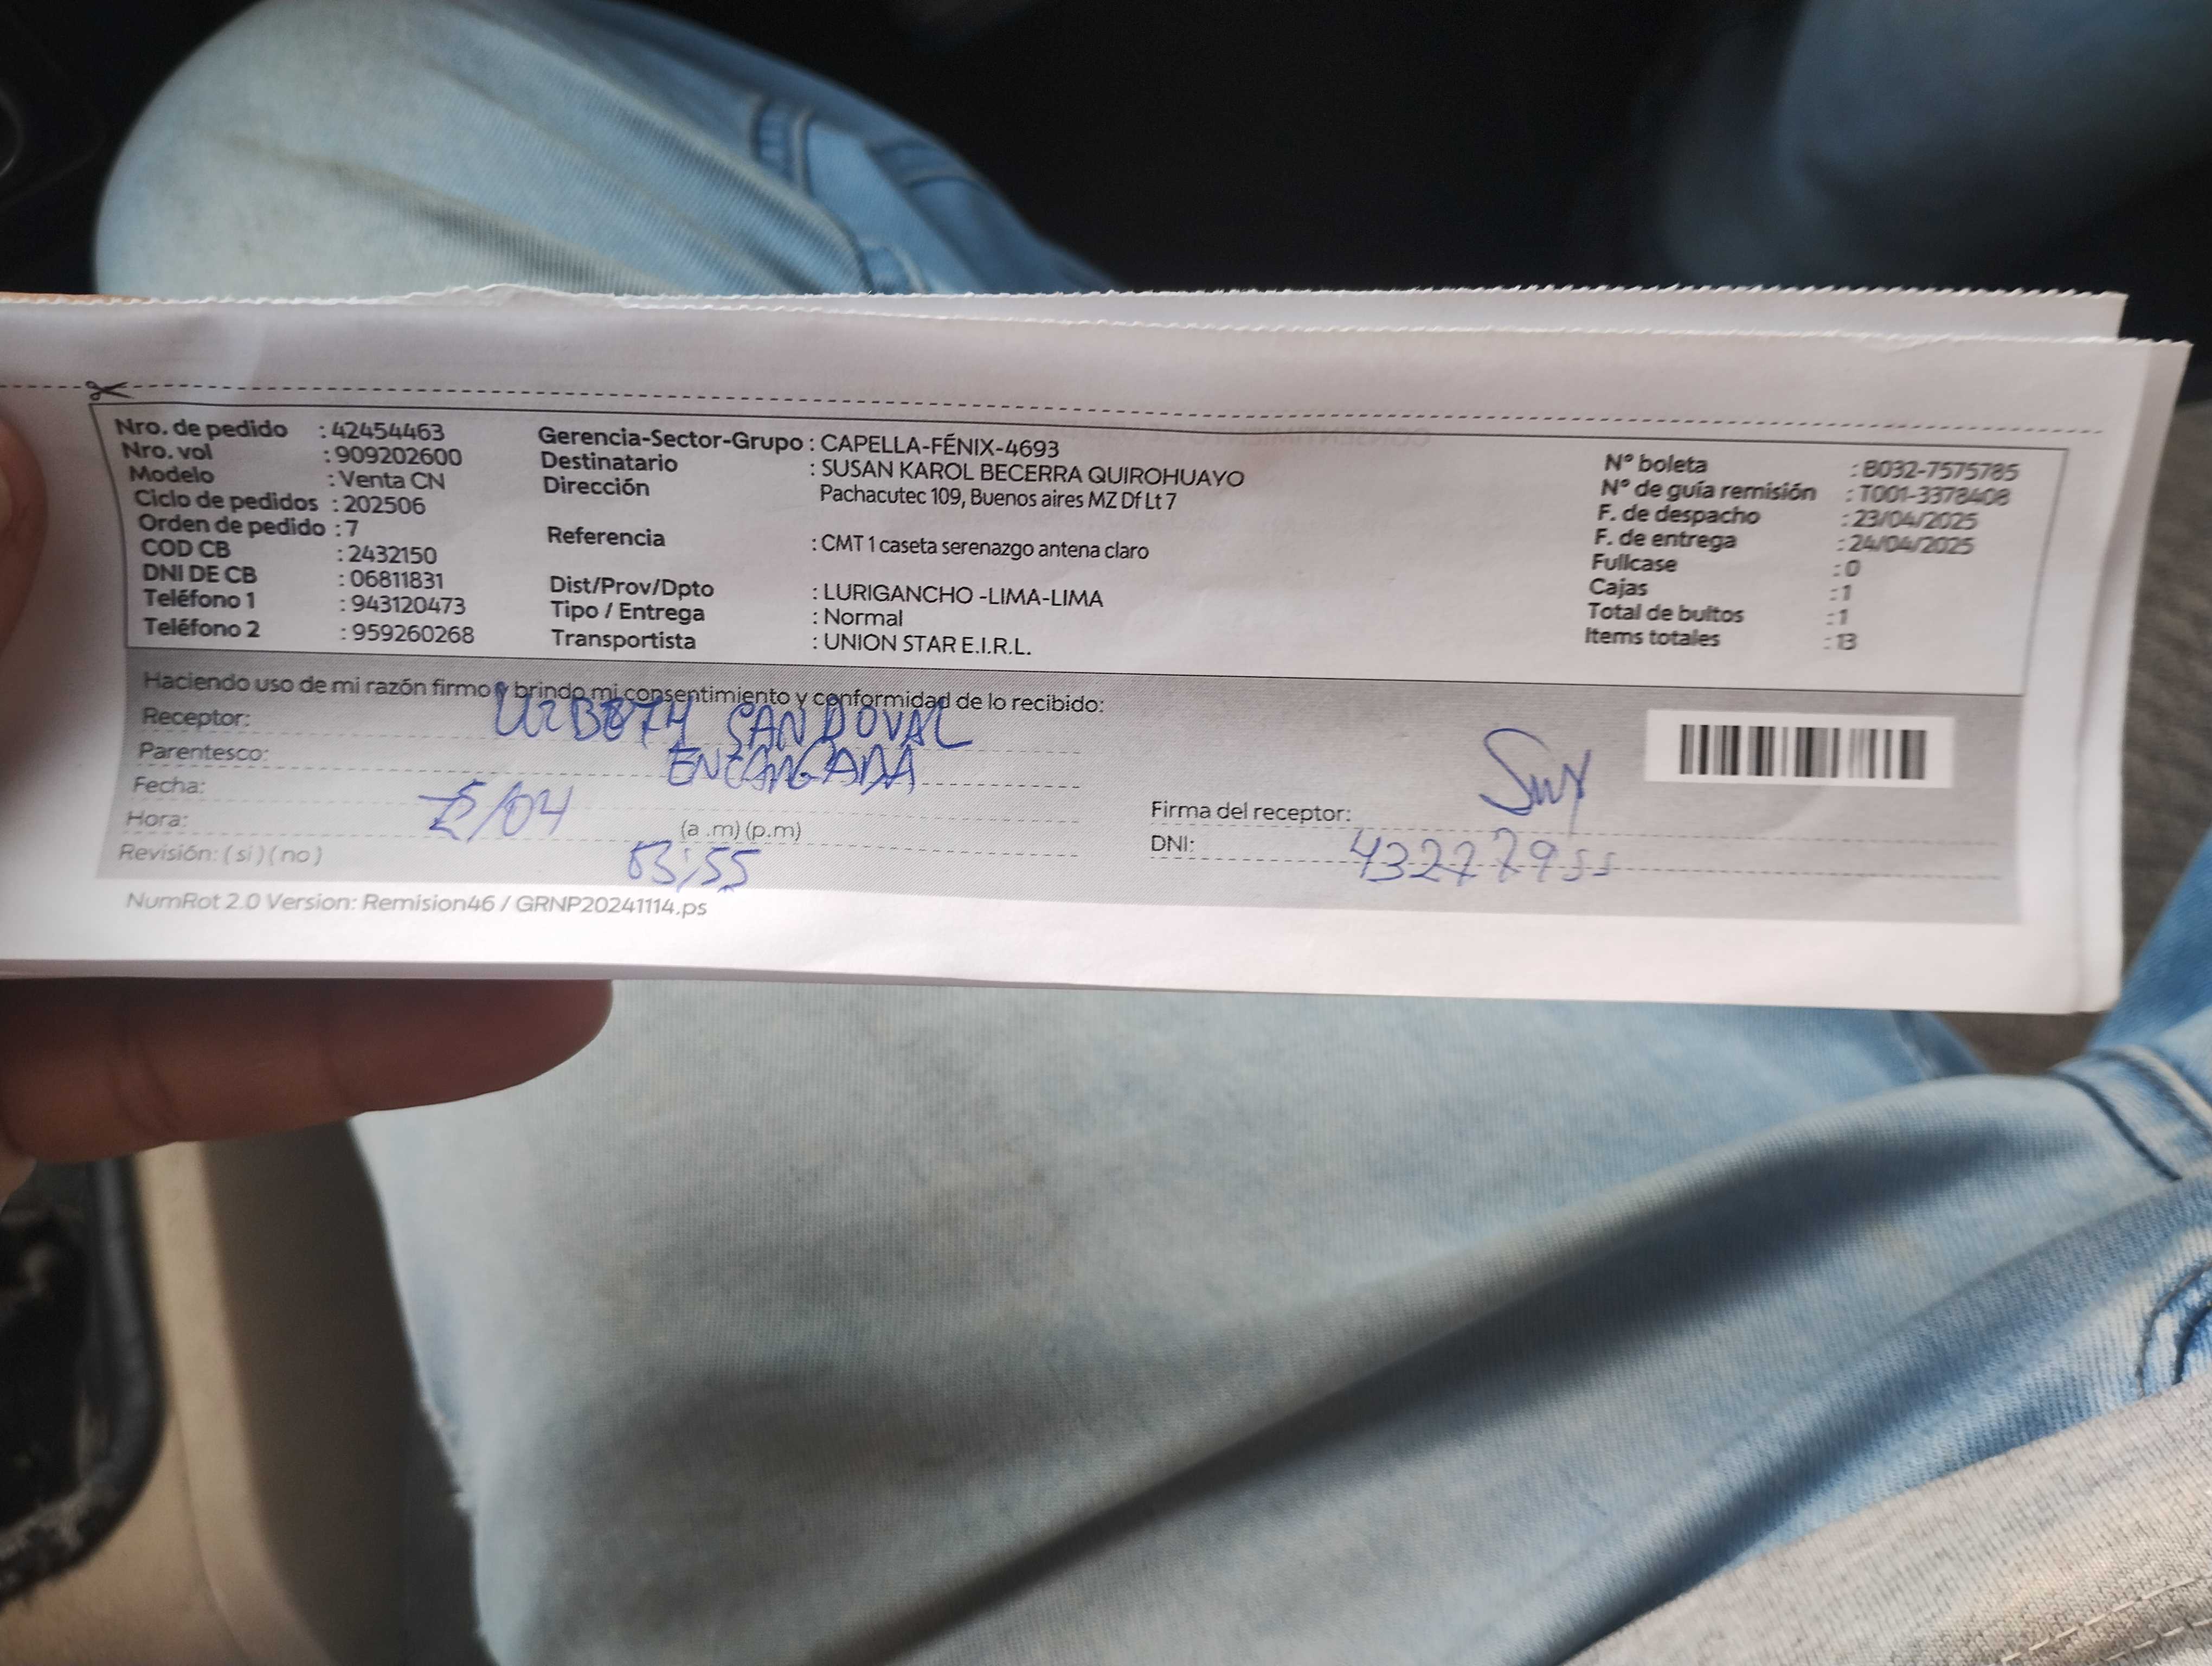 Nro. de pedido : 42454463
Nro. vol : 909202600
Modelo : Venta CN
Ciclo de pedidos : 202506
Orden de pedido : 7
COD CB : 2432150
DNI DE CB : 06811831
Teléfono 1 : 943120473
Teléfono 2 : 959260268
Gerencia-Sector-Grupo : CAPELLA-FÉNIX-4693
Destinatario : SUSAN KAROL BECERRA QUIROHUAYO
Dirección Pachacutec 109, Buenos aires MZ Df Lt 7
Referencia : CMT 1 caseta serenazgo antena claro
Dist/Prov/Dpto : LURIGANCHO -LIMA-LIMA
Tipo / Entrega : Normal
Transportista : UNION STAR E.I.R.L.
N° boleta : B032-7575785
N° de guía remisión : T001-3378408
F. de despacho : 23/04/2025
F. de entrega : 24/04/2025
Fullcase : 0
Cajas : 1
Total de bultos : 1
Items totales : 13
Haciendo uso de mi razón firmo y brindo mi consentimiento y conformidad de lo recibido:
Receptor: SANDOVAL
Parentesco: ENCARGADA
Fecha: /04
Hora: (a .m) (p.m)
03:55
Revisión: ( si ) ( no )
Firma del receptor:
DNI: 43277955
NumRot 2.0 Version: Remision46 / GRNP20241114.ps